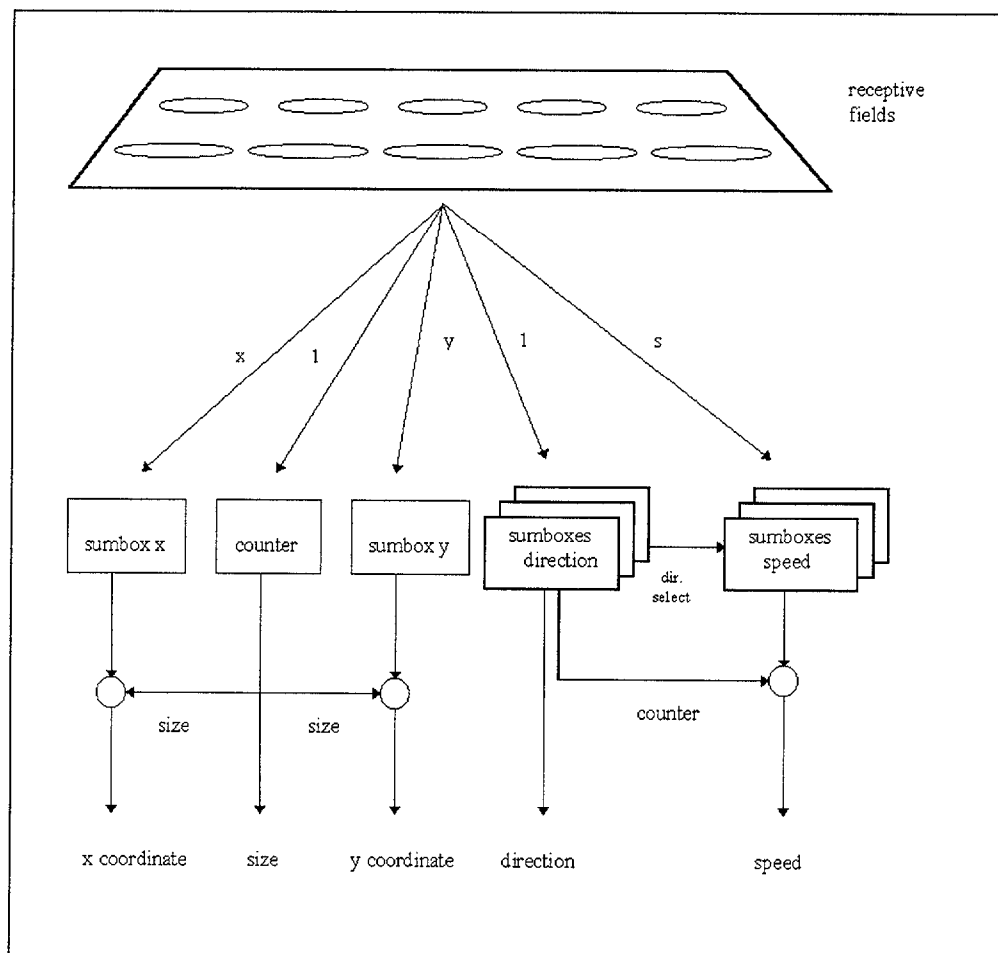 receptive
fields
x
1
y
1
s
sumbox x
counter
sumbox y
sumboxes
direction
dir.
select
sumboxes
speed
size
size
counter
x coordinate
size
y coordinate
direction
speed